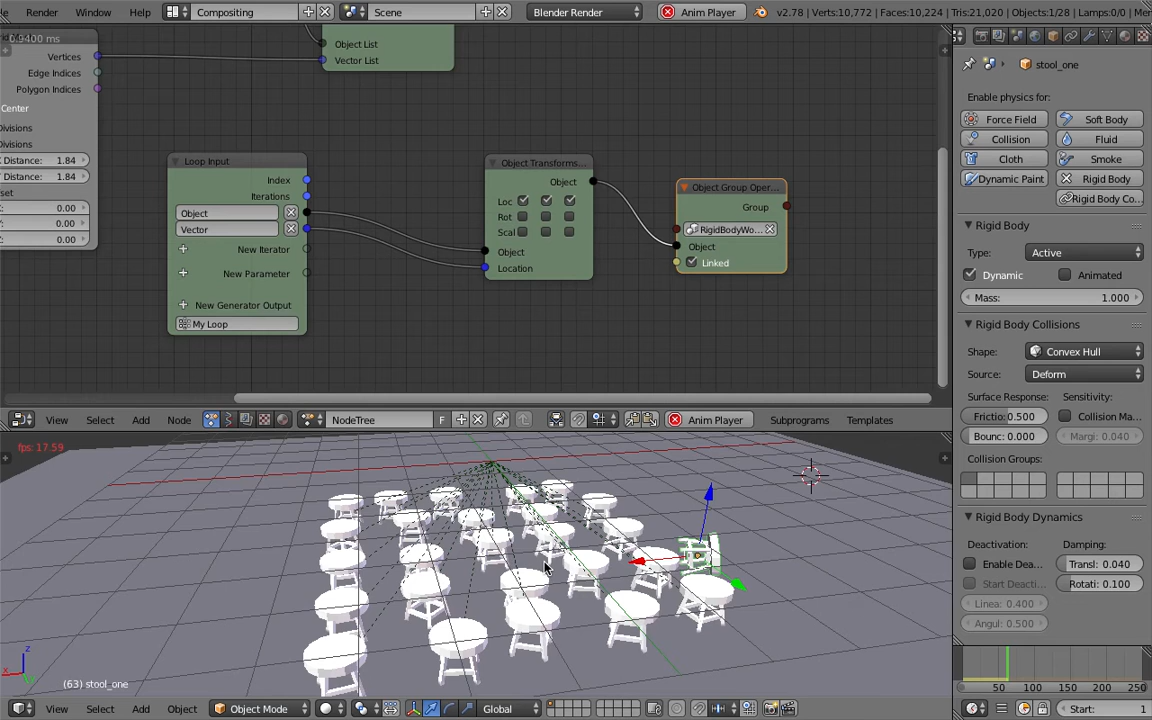 le Render Window Help Compositing Scene Blender Render Anim Player v2.78 | Verts:10,772 | Faces:10,224 | Tris:21,020 | Objects:1/28 | Lamps:0/0 | Mer
0.9400 ms
Vertices
Edge Indices
Polygon Indices
Center
Divisions
Divisions
Distance: 1.84
Distance: 1.84
set
0.00
0.00
0.00
Object List
Vector List
Loop Input
Index
Iterations
Object
Vector
New Iterator
New Parameter
New Generator Output
My Loop
Object Transforms...
Object
Loc
Rot
Scal
Object
Location
Object Group Oper...
Group
RigidBodyWo...
Object
Linked
View Select Add Node NodeTree F Anim Player Subprograms Templates
fps: 17.59
(63) stool_one
View Select Add Object Object Mode Global
stool_one
Enable physics for:
Force Field Soft Body
Collision Fluid
Cloth Smoke
Dynamic Paint Rigid Body
Rigid Body Co...
Rigid Body
Type: Active
Dynamic Animated
Mass: 1.000
Rigid Body Collisions
Shape: Convex Hull
Source: Deform
Surface Response: Sensitivity:
Frictio: 0.500 Collision Ma...
Bounc: 0.000 Margi: 0.040
Collision Groups:
Rigid Body Dynamics
Deactivation: Damping:
Enable Dea... Transl: 0.040
Start Deacti... Rotati: 0.100
Linea: 0.400
Angul: 0.500
50 100 150 200 250
Start: 1